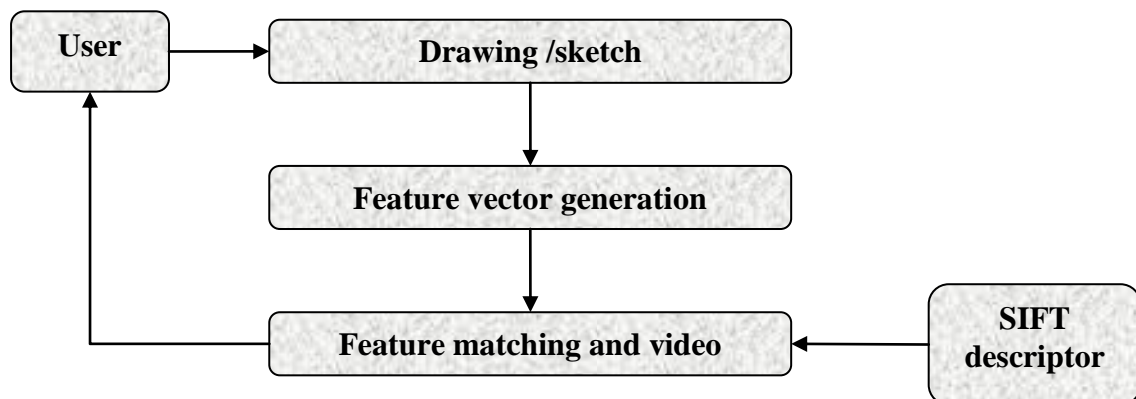 User
Drawing /sketch
Feature vector generation
Feature matching and video
SIFT
descriptor